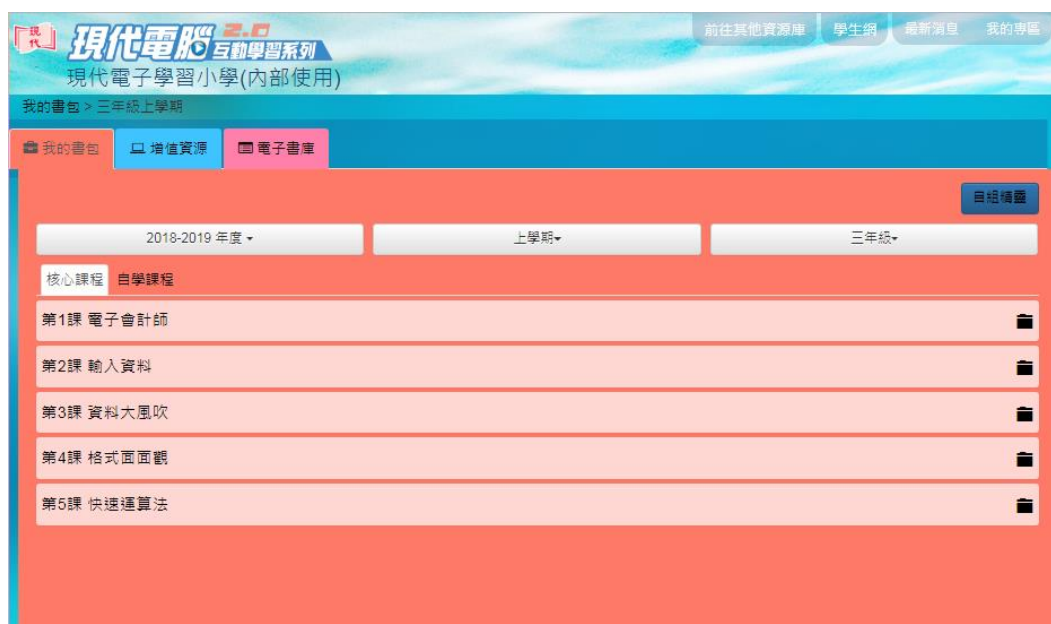 現代
現代電腦 2.0
互動學習系列
現代電子學習小學(內部使用)
前往其他資源庫 學生網 最新消息 我的專區
我的書包 > 三年級上學期
我的書包 增值資源 電子書庫
自組精靈
2018-2019 年度 上學期 三年級
核心課程 自學課程
第1課 電子會計師
第2課 輸入資料
第3課 資料大風吹
第4課 格式面面觀
第5課 快速運算法